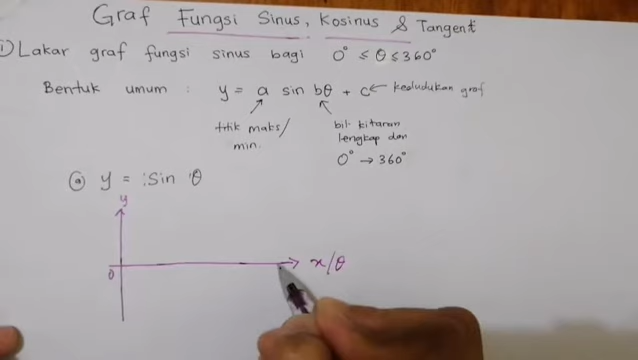 Graf Fungsi Sinus, Kosinus & Tangent
1) Lakar graf fungsi sinus bagi 0° ≤ θ ≤ 360°
Bentuk umum : y = a sin bθ + c ← kedudukan graf
titik maks/
min.
bil. kitaran
lengkap dan
0° → 360°
ⓐ y = sin θ
y
0
x/θ